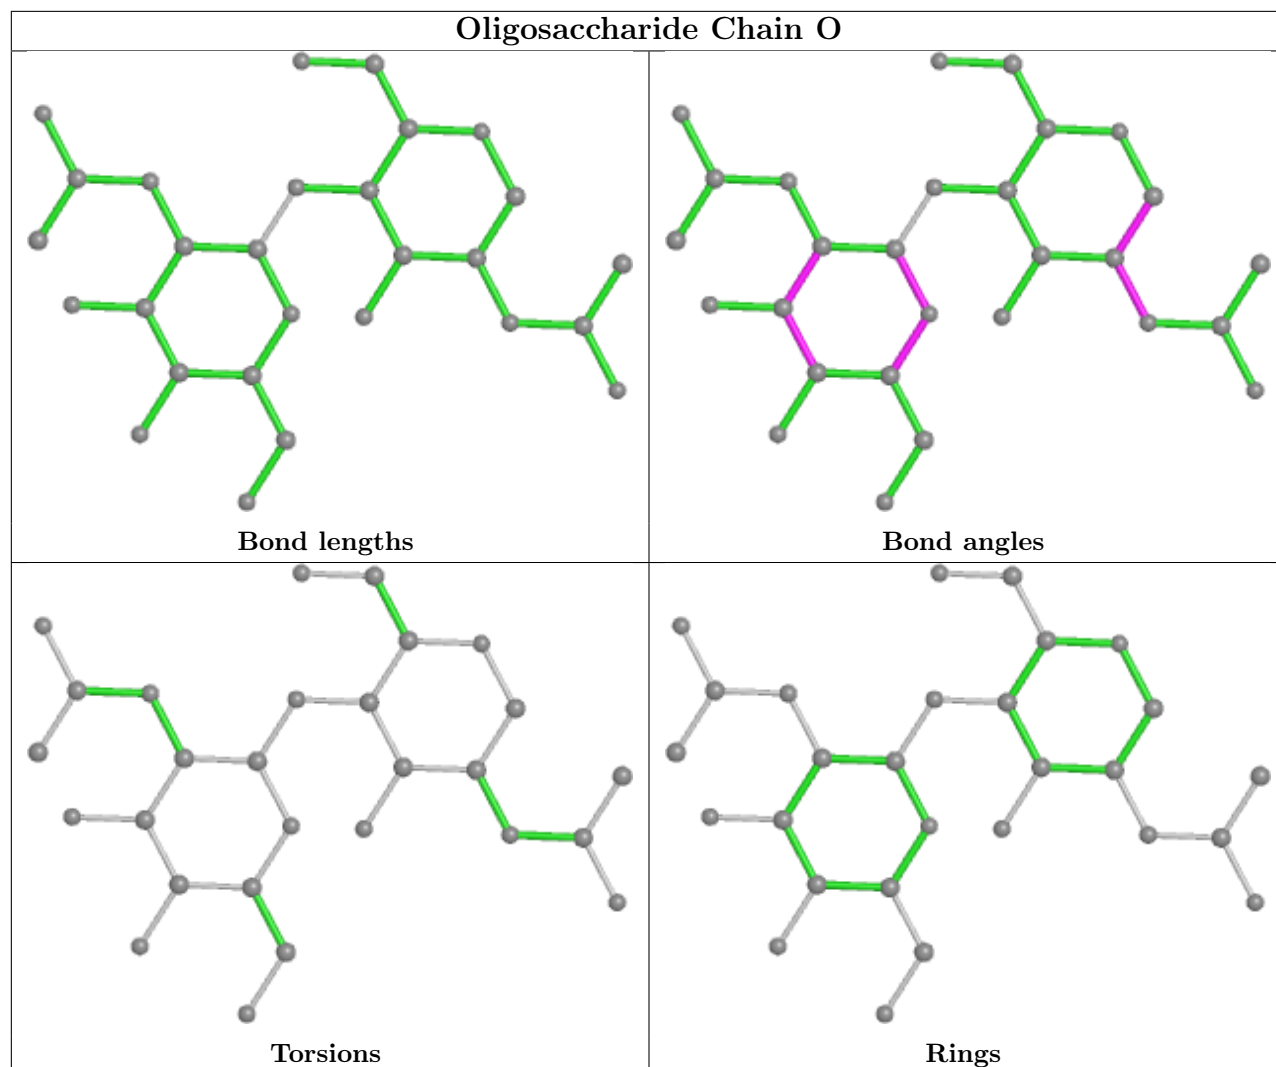 Oligosaccharide Chain O
Bond lengths
Bond angles
Torsions
Rings